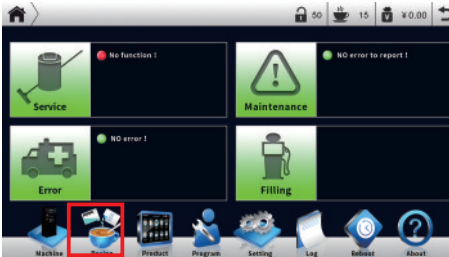 50 15 ¥0.00
No function !
Service
NO error to report !
Maintenance
NO error !
Error
Filling
Machine Recipe Product Program Setting Log Reboot About